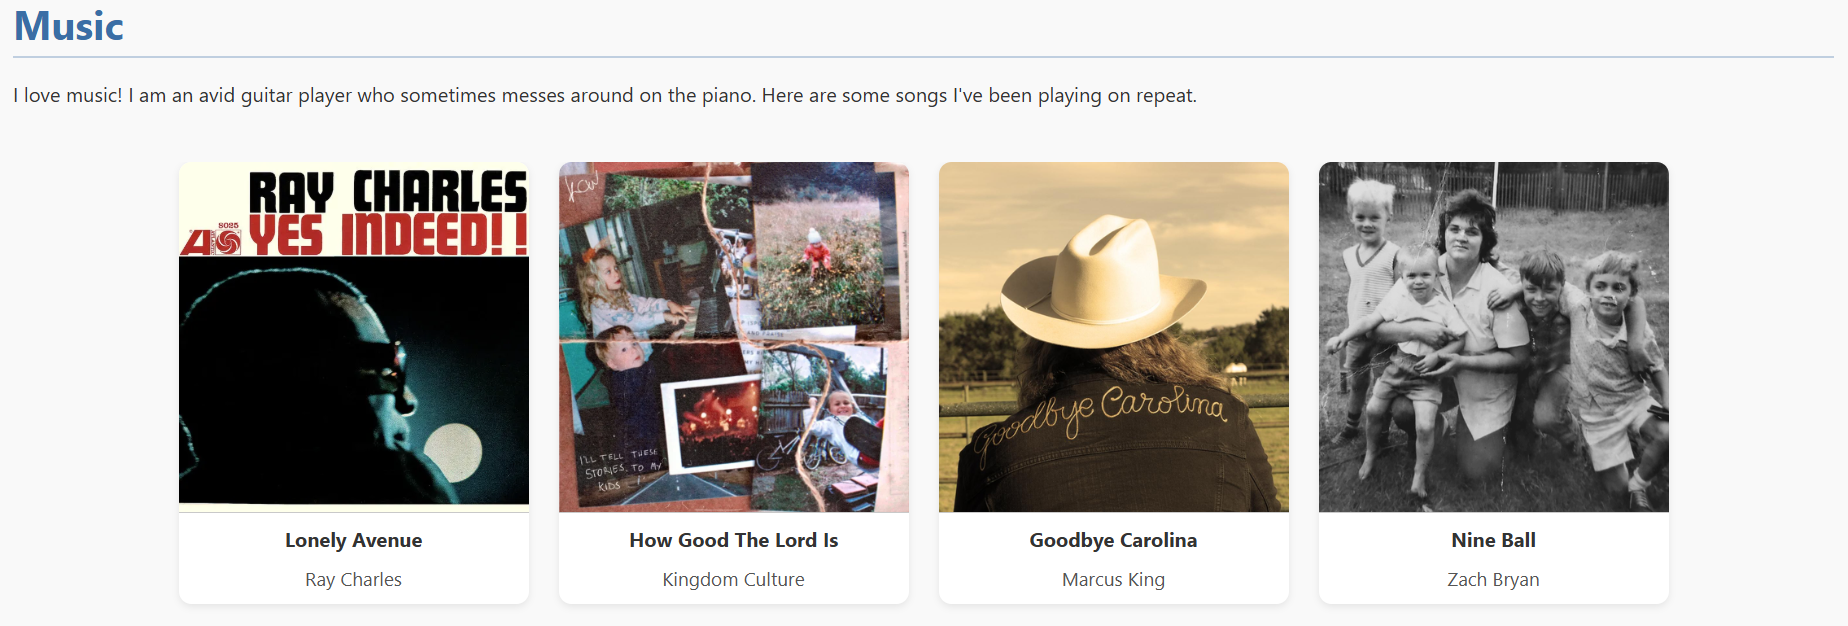 Music
I love music! I am an avid guitar player who sometimes messes around on the piano. Here are some songs I've been playing on repeat.
RAY CHARLES
8025
YES INDEED!!
Lonely Avenue
Ray Charles
I'LL TELL THESE
STORIES TO MY
KIDS
How Good The Lord Is
Kingdom Culture
Goodbye Carolina
Goodbye Carolina
Marcus King
Nine Ball
Zach Bryan